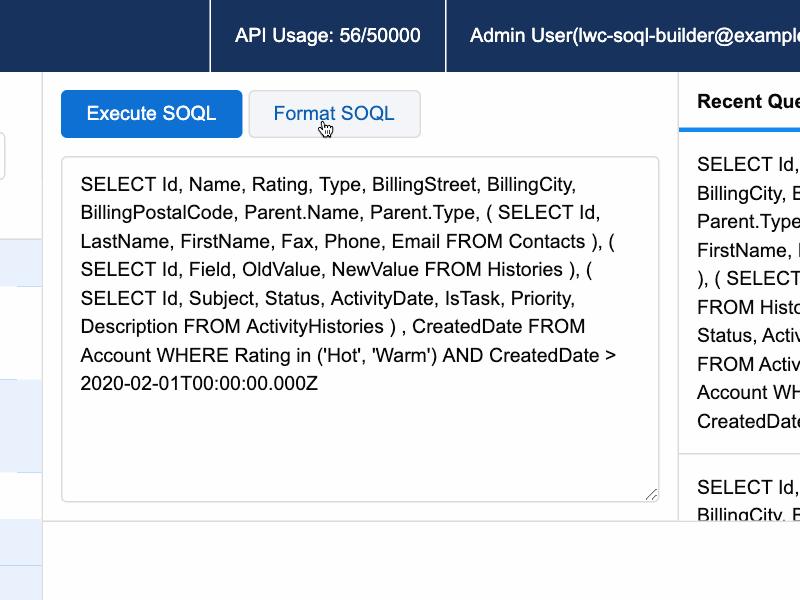 API Usage: 56/50000
Admin User(lwc-soql-builder@example
Execute SOQL
Format SOQL
SELECT Id, Name, Rating, Type, BillingStreet, BillingCity,
BillingPostalCode, Parent.Name, Parent.Type, ( SELECT Id,
LastName, FirstName, Fax, Phone, Email FROM Contacts ), (
SELECT Id, Field, OldValue, NewValue FROM Histories ), (
SELECT Id, Subject, Status, ActivityDate, IsTask, Priority,
Description FROM ActivityHistories ) , CreatedDate FROM
Account WHERE Rating in ('Hot', 'Warm') AND CreatedDate >
2020-02-01T00:00:00.000Z
Recent Que
SELECT Id,
BillingCity, B
Parent.Type
FirstName,
), ( SELECT
FROM Histo
Status, Activ
FROM Activ
Account WH
CreatedDate
SELECT Id,
BillingCity, B